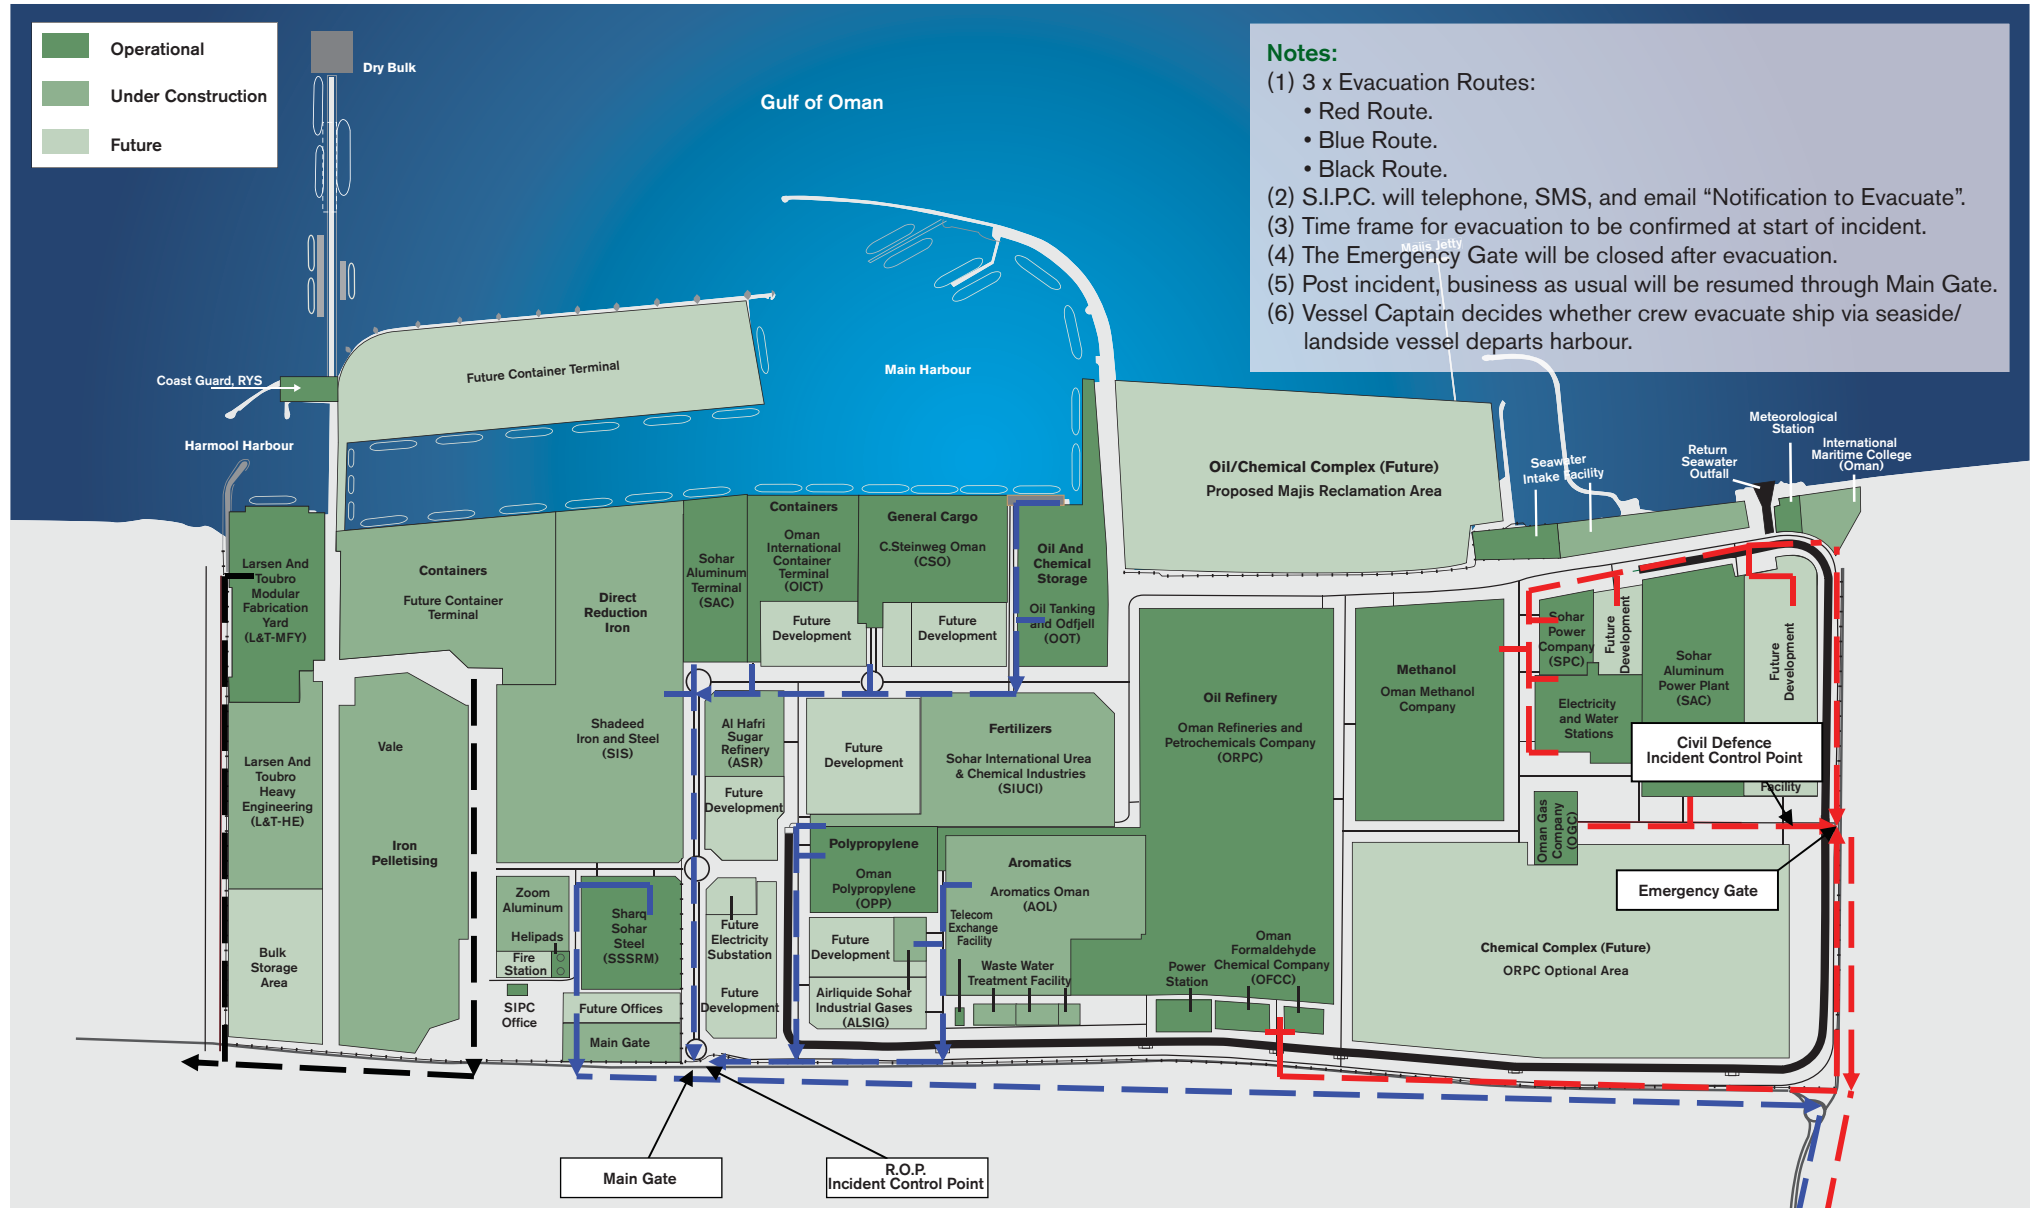 Operational
Under Construction
Future
Dry Bulk
Gulf of Oman
Notes:
(1) 3 x Evacuation Routes:
• Red Route.
• Blue Route.
• Black Route.
(2) S.I.P.C. will telephone, SMS, and email “Notification to Evacuate”.
(3) Time frame for evacuation to be confirmed at start of incident.
(4) The Emergency Gate will be closed after evacuation.
(5) Post incident, business as usual will be resumed through Main Gate.
(6) Vessel Captain decides whether crew evacuate ship via seaside/
landside vessel departs harbour.
Majis Jetty
Coast Guard, RYS
Future Container Terminal
Main Harbour
Harmool Harbour
Oil/Chemical Complex (Future)
Proposed Majis Reclamation Area
Seawater
Intake Facility
Return
Seawater
Outfall
Meteorological
Station
International
Maritime College
(Oman)
Larsen And
Toubro
Modular
Fabrication
Yard
(L&T-MFY)
Containers
Future Container
Terminal
Direct
Reduction
Iron
Sohar
Aluminum
Terminal
(SAC)
Containers
Oman
International
Container
Terminal
(OICT)
Future
Development
General Cargo
C.Steinweg Oman
(CSO)
Future
Development
Oil And
Chemical
Storage
Oil Tanking
and Odfjell
(OOT)
Oil Refinery
Oman Refineries and
Petrochemicals Company
(ORPC)
Methanol
Oman Methanol
Company
Sohar
Power
Company
(SPC)
Future
Development
Sohar
Aluminum
Power Plant
(SAC)
Future
Development
Electricity
and Water
Stations
Civil Defence
Incident Control Point
Facility
Larsen And
Toubro
Heavy
Engineering
(L&T-HE)
Vale
Iron
Pelletising
Shadeed
Iron and Steel
(SIS)
Al Hafri
Sugar
Refinery
(ASR)
Future
Development
Future
Development
Fertilizers
Sohar International Urea
& Chemical Industries
(SIUCI)
Oman Gas
Company
(OGC)
Emergency Gate
Polypropylene
Oman
Polypropylene
(OPP)
Aromatics
Aromatics Oman
(AOL)
Zoom
Aluminum
Helipads
Fire
Station
SIPC
Office
Sharq
Sohar
Steel
(SSSRM)
Future Offices
Main Gate
Future
Electricity
Substation
Future
Development
Future
Development
Airliquide Sohar
Industrial Gases
(ALSIG)
Telecom
Exchange
Facility
Waste Water
Treatment Facility
Power
Station
Oman
Formaldehyde
Chemical Company
(OFCC)
Chemical Complex (Future)
ORPC Optional Area
Bulk
Storage
Area
Main Gate
R.O.P.
Incident Control Point